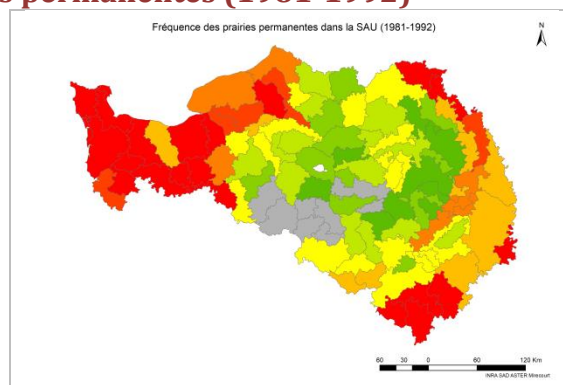 s permanentes (1981-1992)
Fréquence des prairies permanentes dans la SAU (1981-1992)
N
60 30 0 60 120 Km
INRA SAD ASTER Mirecourt